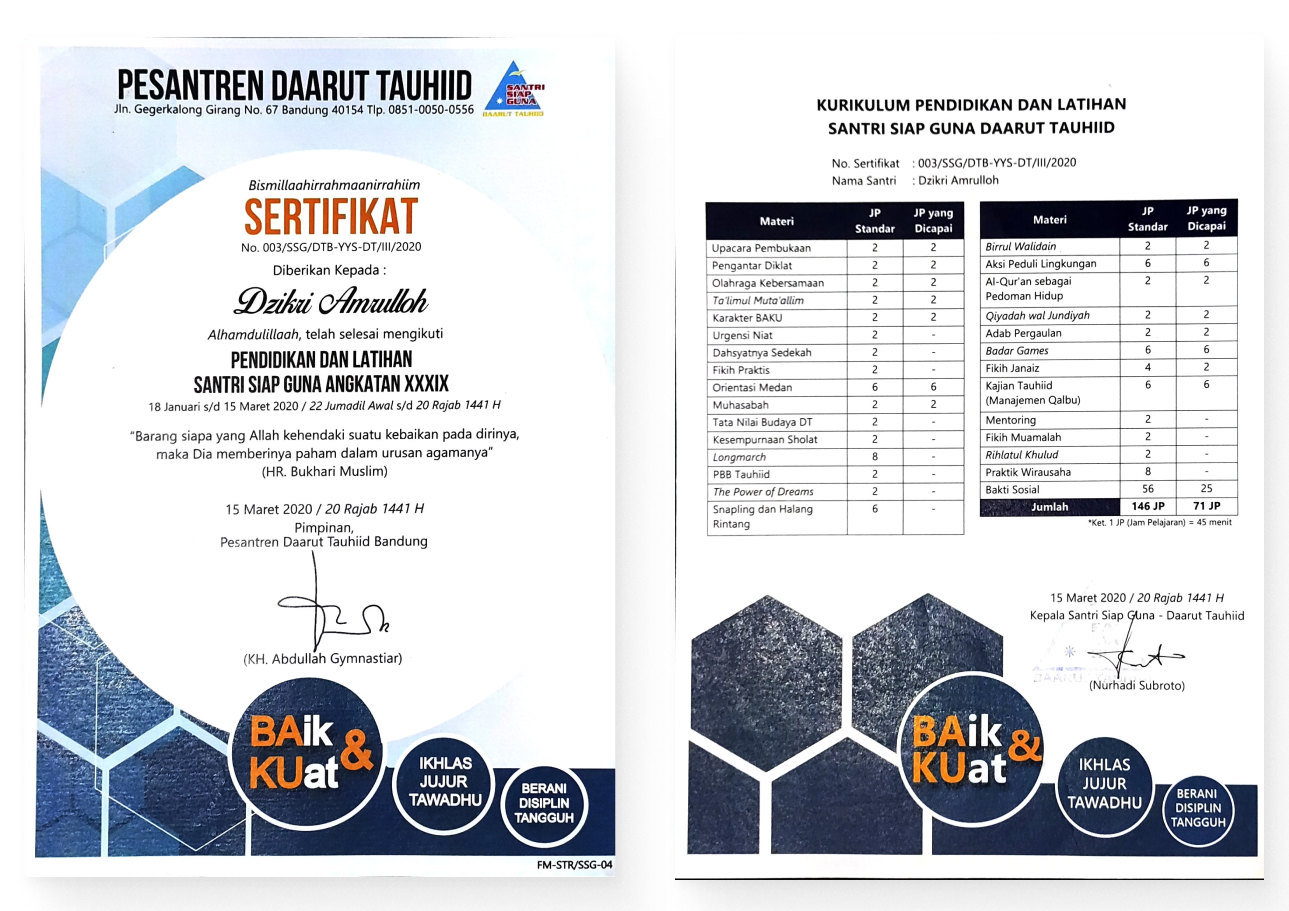 PESANTREN DAARUT TAUHIID
Jln. Gegerkalong Girang No. 67 Bandung 40154 Tlp. 0851-0050-0556
SANTRI
SIAP
GUNA
DAARUT TAUHIID
Bismillaahirrahmaanirrahiim
SERTIFIKAT
No. 003/SSG/DTB-YYS-DT/III/2020
Diberikan Kepada :
Dzikri Amrulloh
Alhamdulillaah, telah selesai mengikuti
PENDIDIKAN DAN LATIHAN
SANTRI SIAP GUNA ANGKATAN XXXIX
18 Januari s/d 15 Maret 2020 / 22 Jumadil Awal s/d 20 Rajab 1441 H
“Barang siapa yang Allah kehendaki suatu kebaikan pada dirinya,
maka Dia memberinya paham dalam urusan agamanya”
(HR. Bukhari Muslim)
15 Maret 2020 / 20 Rajab 1441 H
Pimpinan,
Pesantren Daarut Tauhiid Bandung
(KH. Abdullah Gymnastiar)
BAik
&
KUat
IKHLAS
JUJUR
TAWADHU
BERANI
DISIPLIN
TANGGUH
FM-STR/SSG-04
KURIKULUM PENDIDIKAN DAN LATIHAN
SANTRI SIAP GUNA DAARUT TAUHIID
No. Sertifikat : 003/SSG/DTB-YYS-DT/III/2020
Nama Santri : Dzikri Amrulloh
Materi JP Standar JP yang Dicapai
Upacara Pembukaan 2 2
Pengantar Diklat 2 2
Olahraga Kebersamaan 2 2
Ta'limul Muta'allim 2 2
Karakter BAKU 2 2
Urgensi Niat 2 -
Dahsyatnya Sedekah 2 -
Fikih Praktis 2 -
Orientasi Medan 6 6
Muhasabah 2 2
Tata Nilai Budaya DT 2 -
Kesempurnaan Sholat 2 -
Longmarch 8 -
PBB Tauhiid 2 -
The Power of Dreams 2 -
Snapling dan Halang 6 -
Rintang
Materi JP Standar JP yang Dicapai
Birrul Walidain 2 2
Aksi Peduli Lingkungan 6 6
Al-Qur'an sebagai 2 2
Pedoman Hidup
Qiyadah wal Jundiyah 2 2
Adab Pergaulan 2 2
Badar Games 6 6
Fikih Janaiz 4 2
Kajian Tauhiid 6 6
(Manajemen Qalbu)
Mentoring 2 -
Fikih Muamalah 2 -
Rihlatul Khulud 2 -
Praktik Wirausaha 8 -
Bakti Sosial 56 25
Jumlah 146 JP 71 JP
*Ket. 1 JP (Jam Pelajaran) = 45 menit
15 Maret 2020 / 20 Rajab 1441 H
Kepala Santri Siap Guna - Daarut Tauhiid
(Nurhadi Subroto)
BAik
&
KUat
IKHLAS
JUJUR
TAWADHU
BERANI
DISIPLIN
TANGGUH